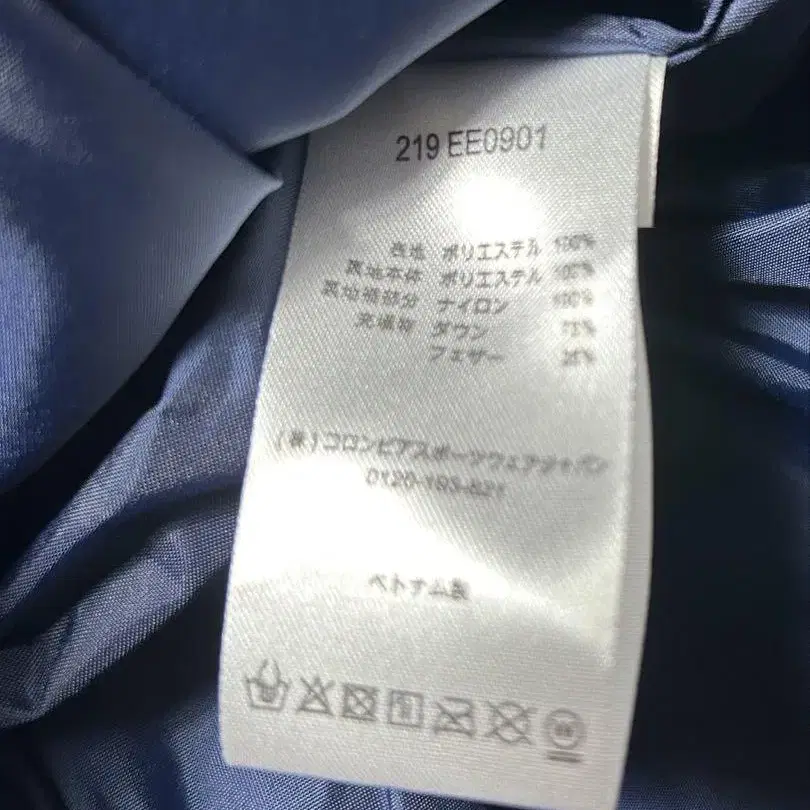 219 EE0901
表地 ポリエステル 100%
裏地本体 ポリエステル 100%
裏地柄部分 ナイロン 100%
充填物 ダウン 75%
フェザー 25%
(株)コロンビアスポーツウェアジャパン
0120-193-821
ベトナム製